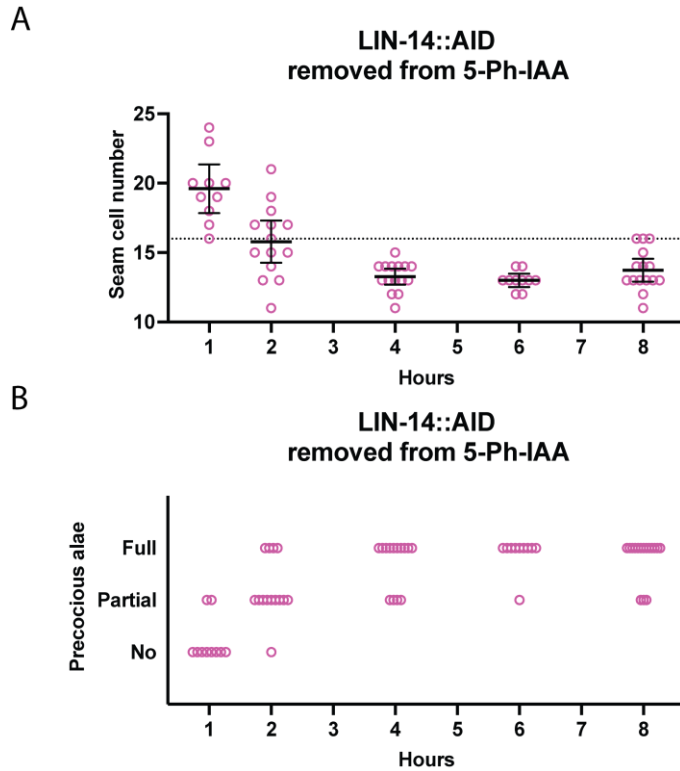 A
LIN-14::AID
removed from 5-Ph-IAA
Seam cell number
25
20
15
10
1 2 3 4 5 6 7 8
Hours
B
LIN-14::AID
removed from 5-Ph-IAA
Precocious alae
Full
Partial
No
1 2 3 4 5 6 7 8
Hours